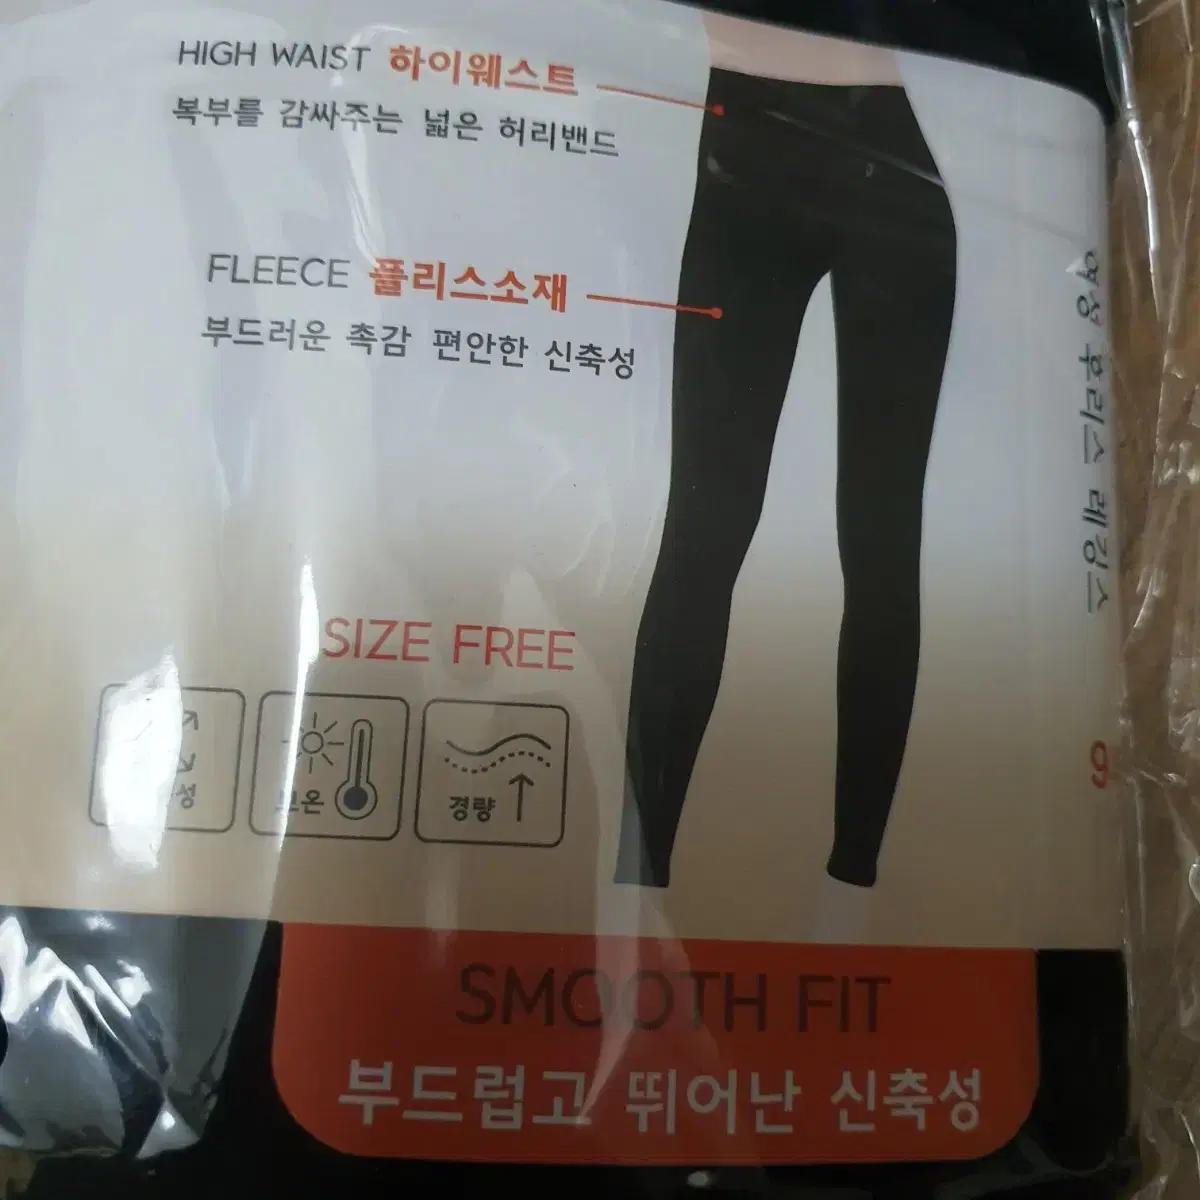 HIGH WAIST 하이웨스트
복부를 감싸주는 넓은 허리밴드
FLEECE 플리스소재
부드러운 촉감 편안한 신축성
SIZE FREE
보온
경량
SMOOTH FIT
부드럽고 뛰어난 신축성
여성 후리스 레깅스